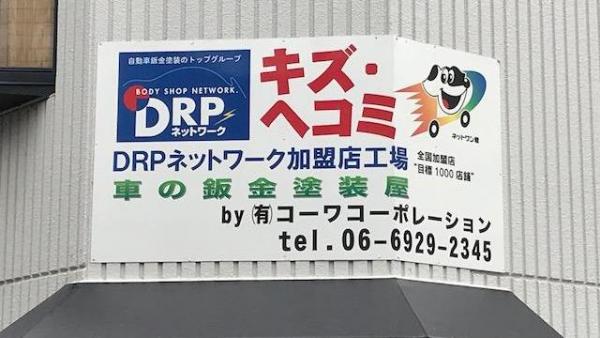 自動車鈑金塗装のトップグループ
BODY SHOP NETWORK.
DRP
ネットワーク
キズ・
ヘコミ
ネットワン君
DRPネットワーク加盟店工場
全国加盟店
"目標1000店舗"
車の鈑金塗装屋
by ㈲コーワコーポレーション
tel.06-6929-2345